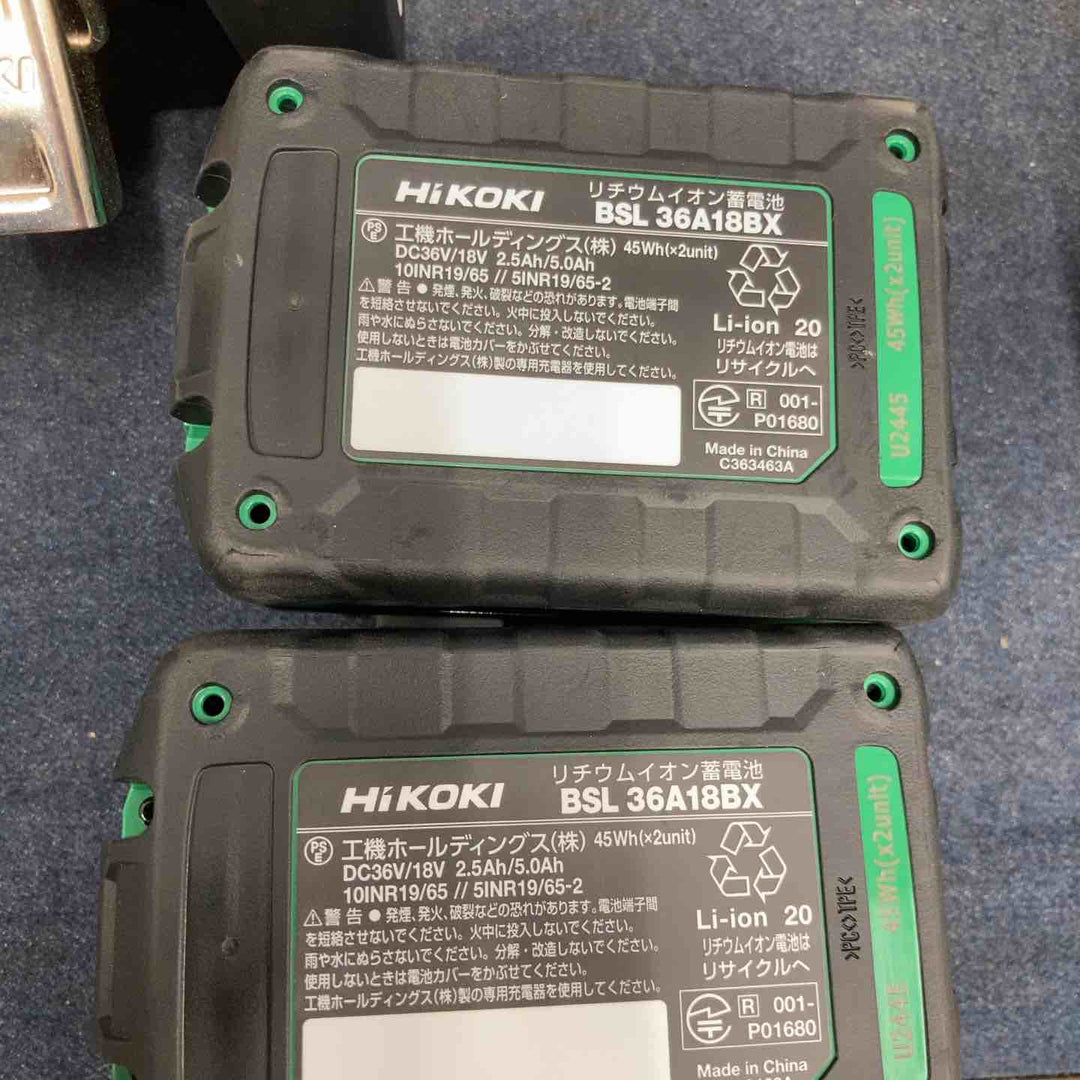 HiKOKI
リチウムイオン蓄電池
BSL 36A18BX
PSE
工機ホールディングス(株) 45Wh(×2unit)
DC36V/18V 2.5Ah/5.0Ah
10INR19/65 // 5INR19/65-2
⚠警告 ● 発煙、発火、破裂などの恐れがあります。電池端子間
を短絡させないでください。火中に投入しないでください。
雨や水にぬらさないでください。分解・改造しないでください。
使用しないときは電池カバーをかぶせてください。
工機ホールディングス(株)製の専用充電器を使用してください。
Li-ion 20
リチウムイオン電池は
リサイクルへ
R 001-
P01680
Made in China
C363463A
>PC<>TPE<
U2445 45Wh(x2unit)
HiKOKI
リチウムイオン蓄電池
BSL 36A18BX
PSE
工機ホールディングス(株) 45Wh(×2unit)
DC36V/18V 2.5Ah/5.0Ah
10INR19/65 // 5INR19/65-2
⚠警告 ● 発煙、発火、破裂などの恐れがあります。電池端子間
を短絡させないでください。火中に投入しないでください。
雨や水にぬらさないでください。分解・改造しないでください。
使用しないときは電池カバーをかぶせてください。
工機ホールディングス(株)製の専用充電器を使用してください。
Li-ion 20
リチウムイオン電池は
リサイクルへ
R 001-
P01680
Made in China
>PC<>TPE<
U2445 45Wh(x2unit)